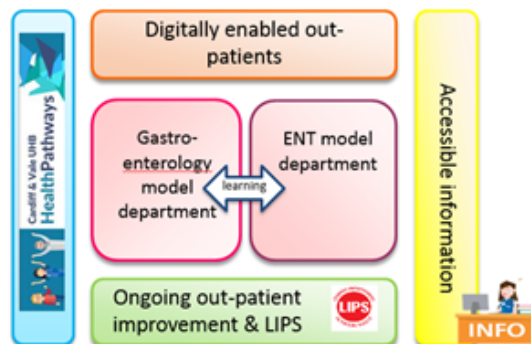 Digitally enabled out-
patients
Cardiff & Vale UHB
HealthPathways
Gastro-
enterology
model
department
learning
ENT model
department
Accessible
information
Ongoing out-patient
improvement & LIPS
LIPS
INFO